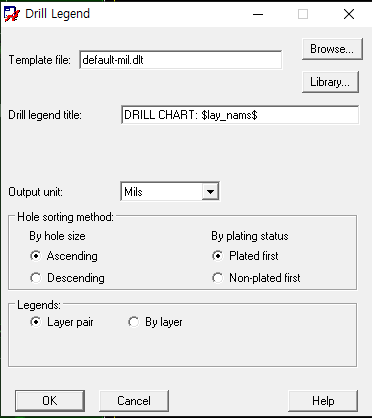 Drill Legend
Template file: default-mil.dlt Browse...
Library...
Drill legend title: DRILL CHART: $lay_nams$
Output unit: Mils
Hole sorting method:
By hole size By plating status
Ascending Plated first
Descending Non-plated first
Legends:
Layer pair By layer
OK Cancel Help